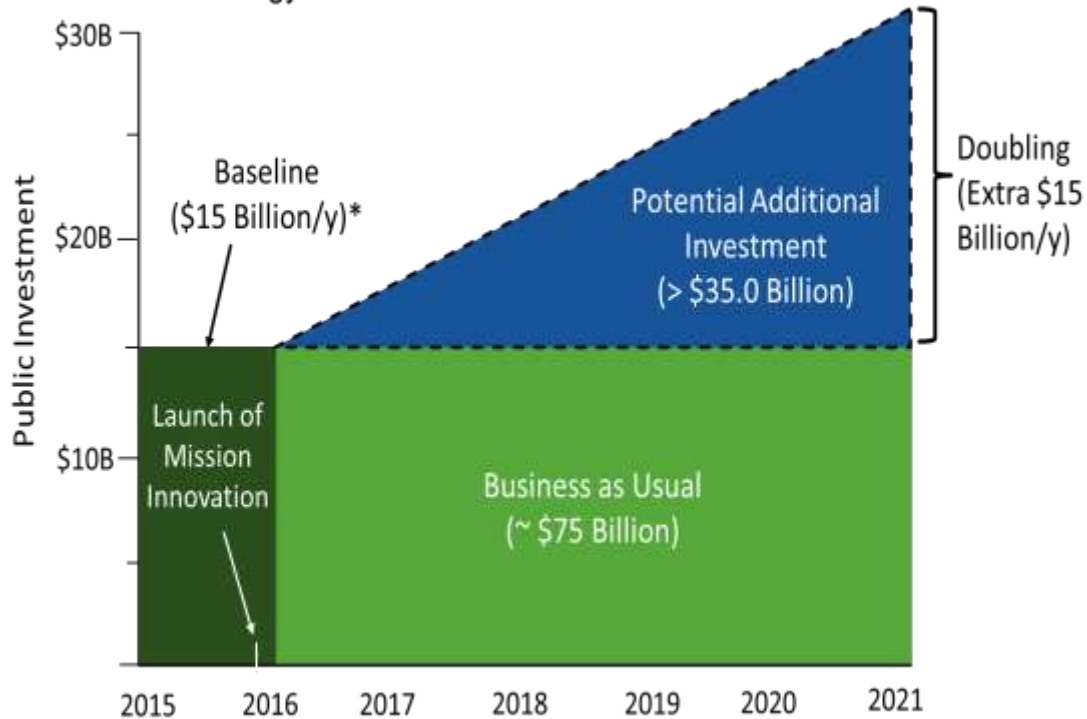 gy
$30B
$20B
$10B
Public Investment
Baseline
($15 Billion/y)*
Launch of
Mission
Innovation
Potential Additional
Investment
(> $35.0 Billion)
Business as Usual
(~ $75 Billion)
Doubling
(Extra $15
Billion/y)
2015 2016 2017 2018 2019 2020 2021